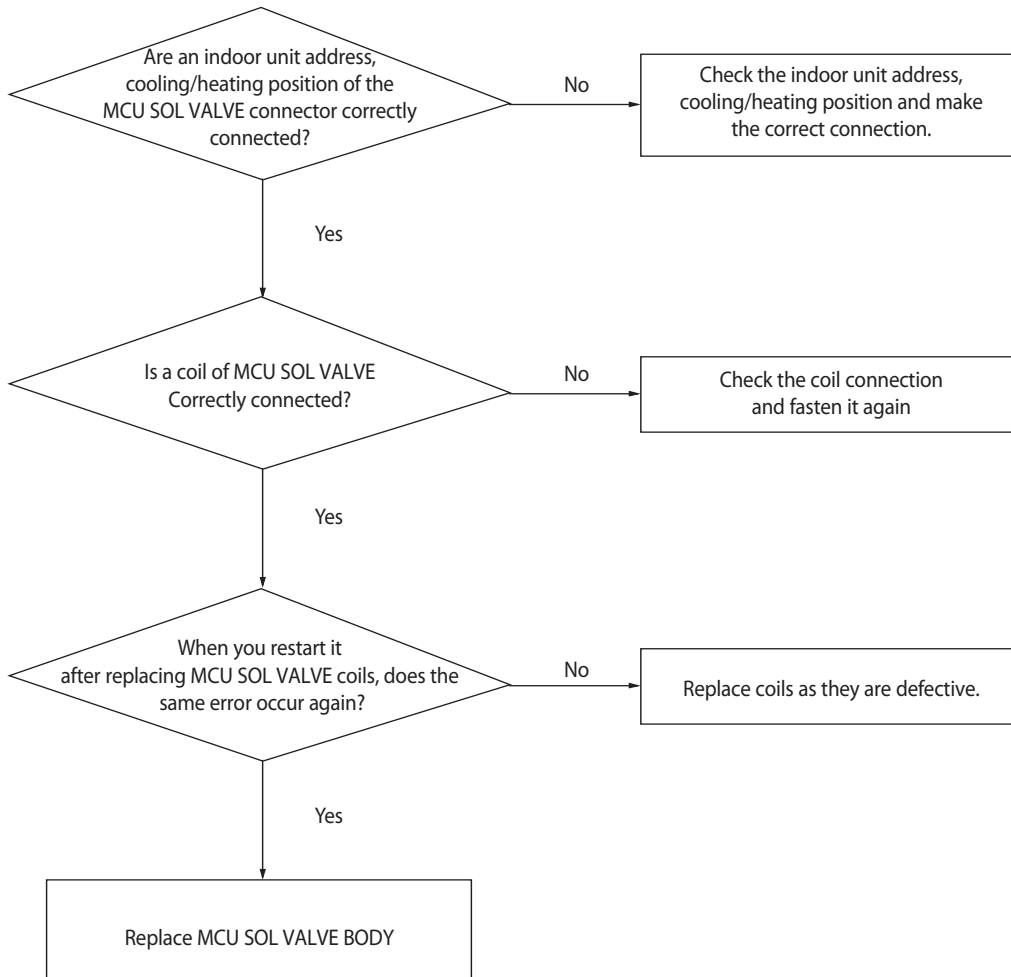 Are an indoor unit address,
cooling/heating position of the
MCU SOL VALVE connector correctly
connected?
No
Check the indoor unit address,
cooling/heating position and make
the correct connection.
Yes
Is a coil of MCU SOL VALVE
Correctly connected?
No
Check the coil connection
and fasten it again
Yes
When you restart it
after replacing MCU SOL VALVE coils, does the
same error occur again?
No
Replace coils as they are defective.
Yes
Replace MCU SOL VALVE BODY